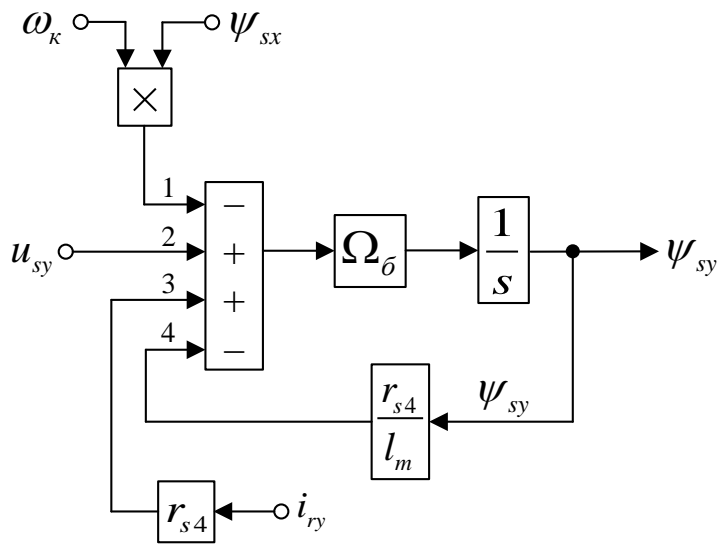 ω_к ψ_sx
×
1 −
u_sy 2 +
3 +
4 −
Ω_б
1
s
ψ_sy
r_s4
l_m
ψ_sy
r_s4 i_ry